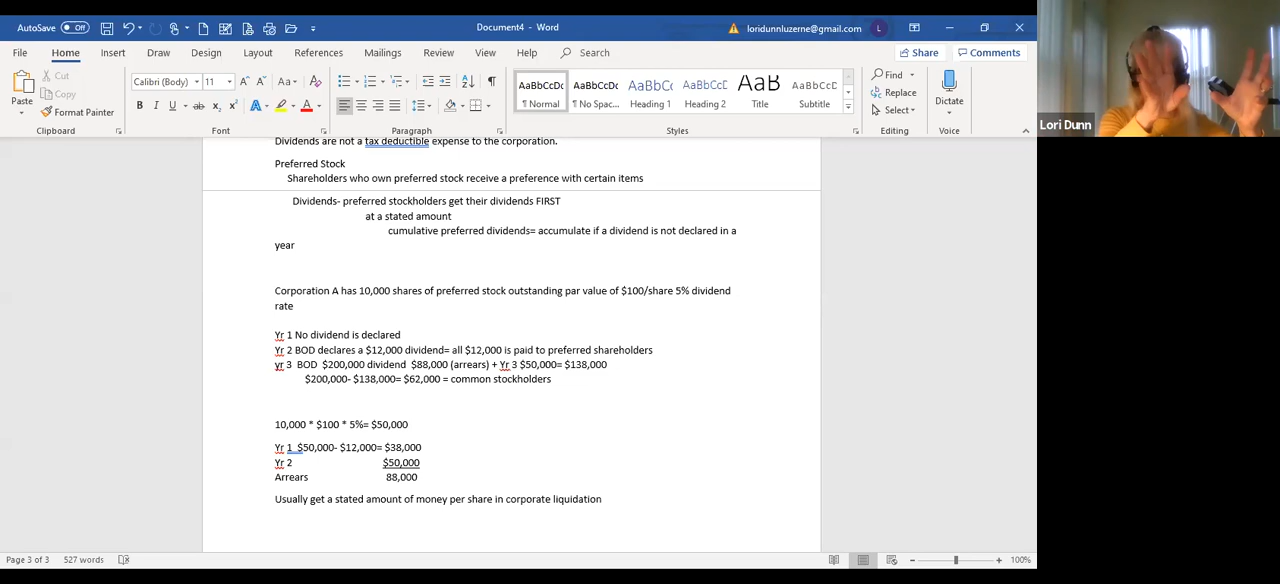 AutoSave Off
Document4 - Word
loridunnluzerne@gmail.com L
File Home Insert Draw Design Layout References Mailings Review View Help Search Share Comments
Paste
Cut
Copy
Format Painter
Clipboard
Calibri (Body) 11
Font
Paragraph
AaBbCcDc AaBbCcDc AaBbC AaBbCcD AaB AaBbCcD
¶ Normal ¶ No Spac... Heading 1 Heading 2 Title Subtitle
Styles
Find
Replace
Select
Editing
Dictate
Voice
Lori Dunn
Dividends are not a tax deductible expense to the corporation.
Preferred Stock
Shareholders who own preferred stock receive a preference with certain items
Dividends- preferred stockholders get their dividends FIRST
at a stated amount
cumulative preferred dividends= accumulate if a dividend is not declared in a
year
Corporation A has 10,000 shares of preferred stock outstanding par value of $100/share 5% dividend
rate
Yr 1 No dividend is declared
Yr 2 BOD declares a $12,000 dividend= all $12,000 is paid to preferred shareholders
yr 3 BOD $200,000 dividend $88,000 (arrears) + Yr 3 $50,000= $138,000
$200,000- $138,000= $62,000 = common stockholders
10,000 * $100 * 5%= $50,000
Yr 1 $50,000- $12,000= $38,000
Yr 2 $50,000
Arrears 88,000
Usually get a stated amount of money per share in corporate liquidation
Page 3 of 3 527 words 100%